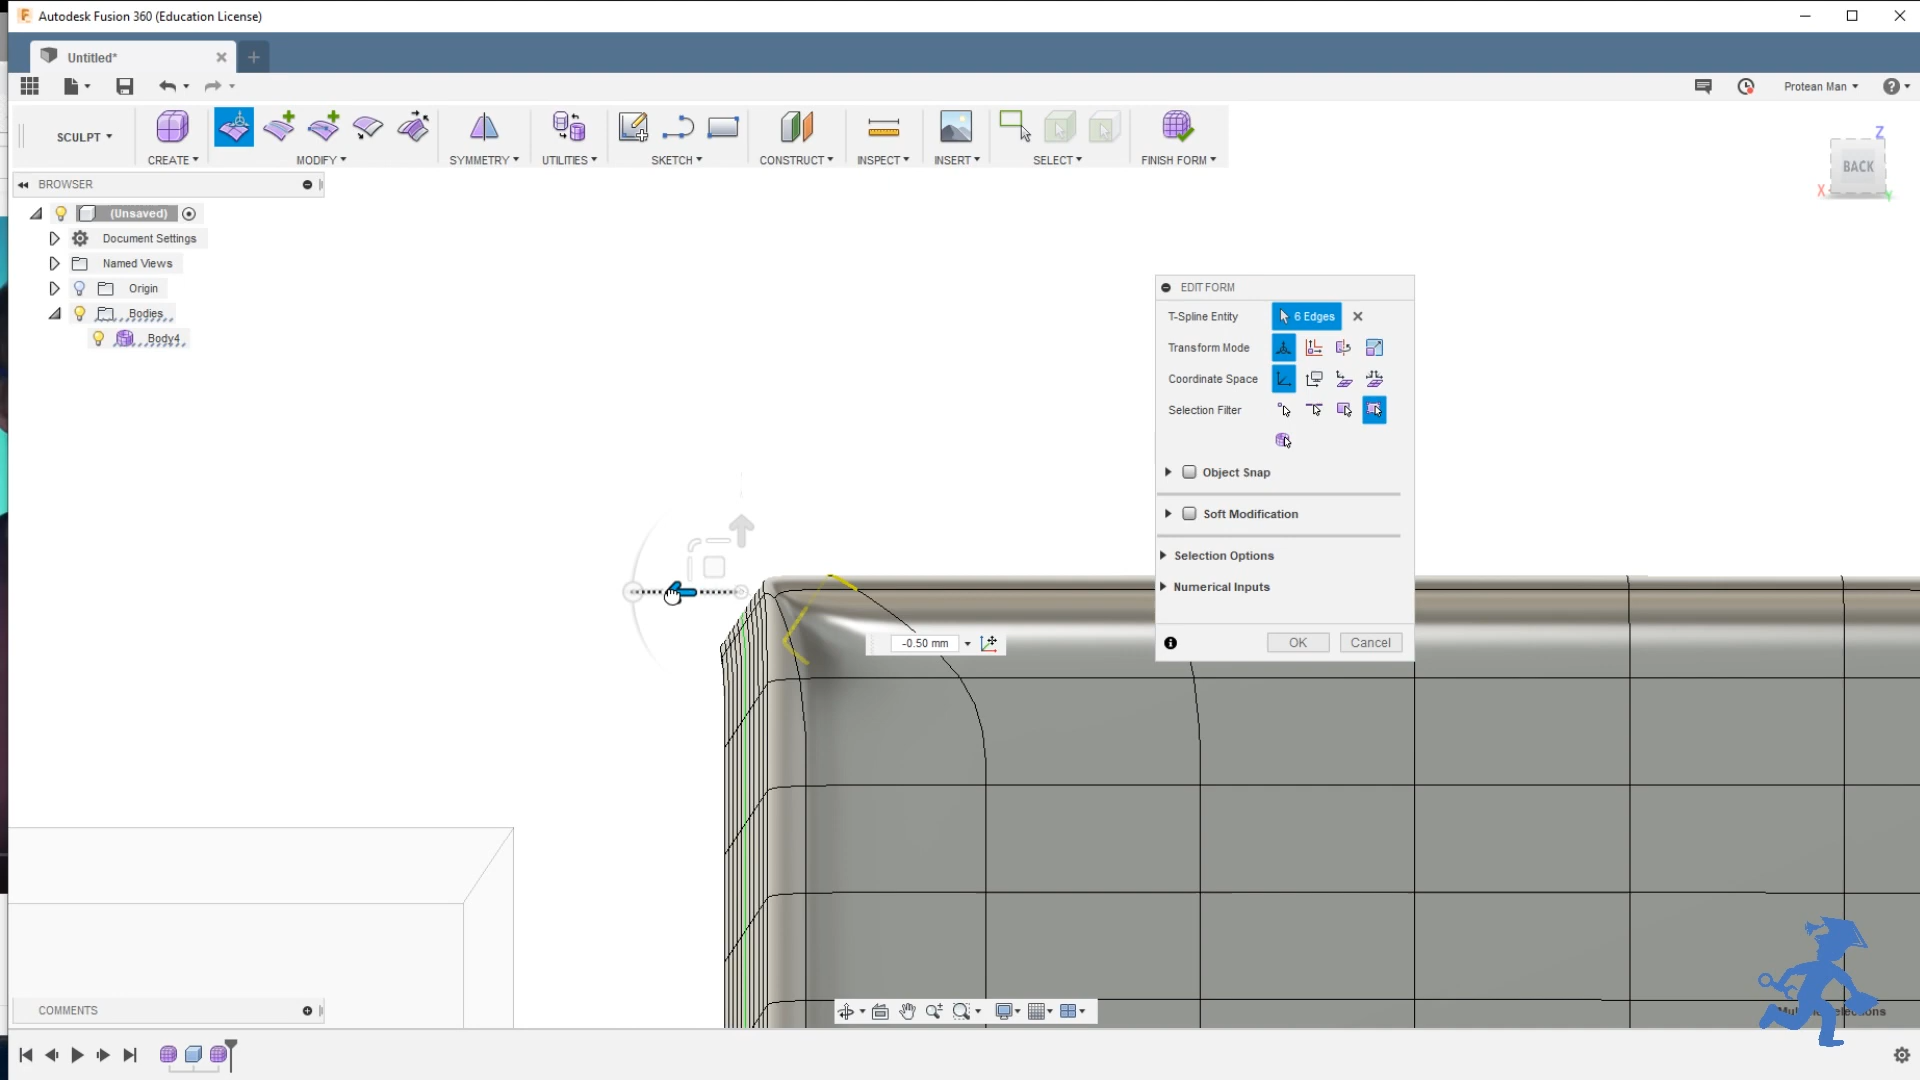 Autodesk Fusion 360 (Education License)
Untitled*
Protean Man
SCULPT
CREATE
MODIFY
SYMMETRY
UTILITIES
SKETCH
CONSTRUCT
INSPECT
INSERT
SELECT
FINISH FORM
BROWSER
(Unsaved)
Document Settings
Named Views
Origin
Bodies
Body4
Z
BACK
X
Y
EDIT FORM
T-Spline Entity
6 Edges
Transform Mode
Coordinate Space
Selection Filter
Object Snap
Soft Modification
Selection Options
Numerical Inputs
OK
Cancel
-0.50 mm
COMMENTS